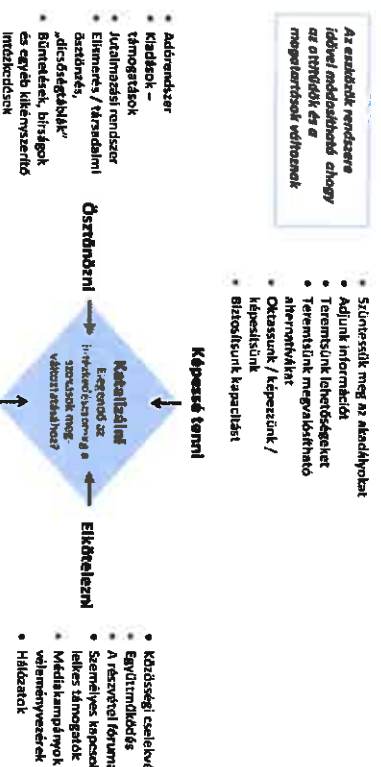 Az eszközök rendszere
idővel módosítható ahogy
az attitűdök és a
magatartások változnak
• Szüntessük meg az akadályokat
• Adjunk információt
• Teremtsünk lehetőségeket
• Teremtsünk megvalósítható
alternatívákat
• Oktassunk / képezzünk /
képesítsünk
• Biztosítsunk kapacitást
Képessé tenni
• Adórendszer
• Kiadások –
támogatások
• Jutalmazási rendszer
• Elismerés / társadalmi
ösztönzés,
„dicsőségtáblák”
• Büntetések, bírságok
és egyéb kikényszerítő
intézkedések
Ösztönözni
Katalizálni
Elegendő az
intézkedéscsomag a
szokások meg-
változtatásához?
Elkötelezni
• Közösségi cselekvé
• Együttműködés
• A részvétel fóruma
• Személyes kapcsol
lelkes támogatók
• Médiakampányok
véleményvezérek
• Hálózatok